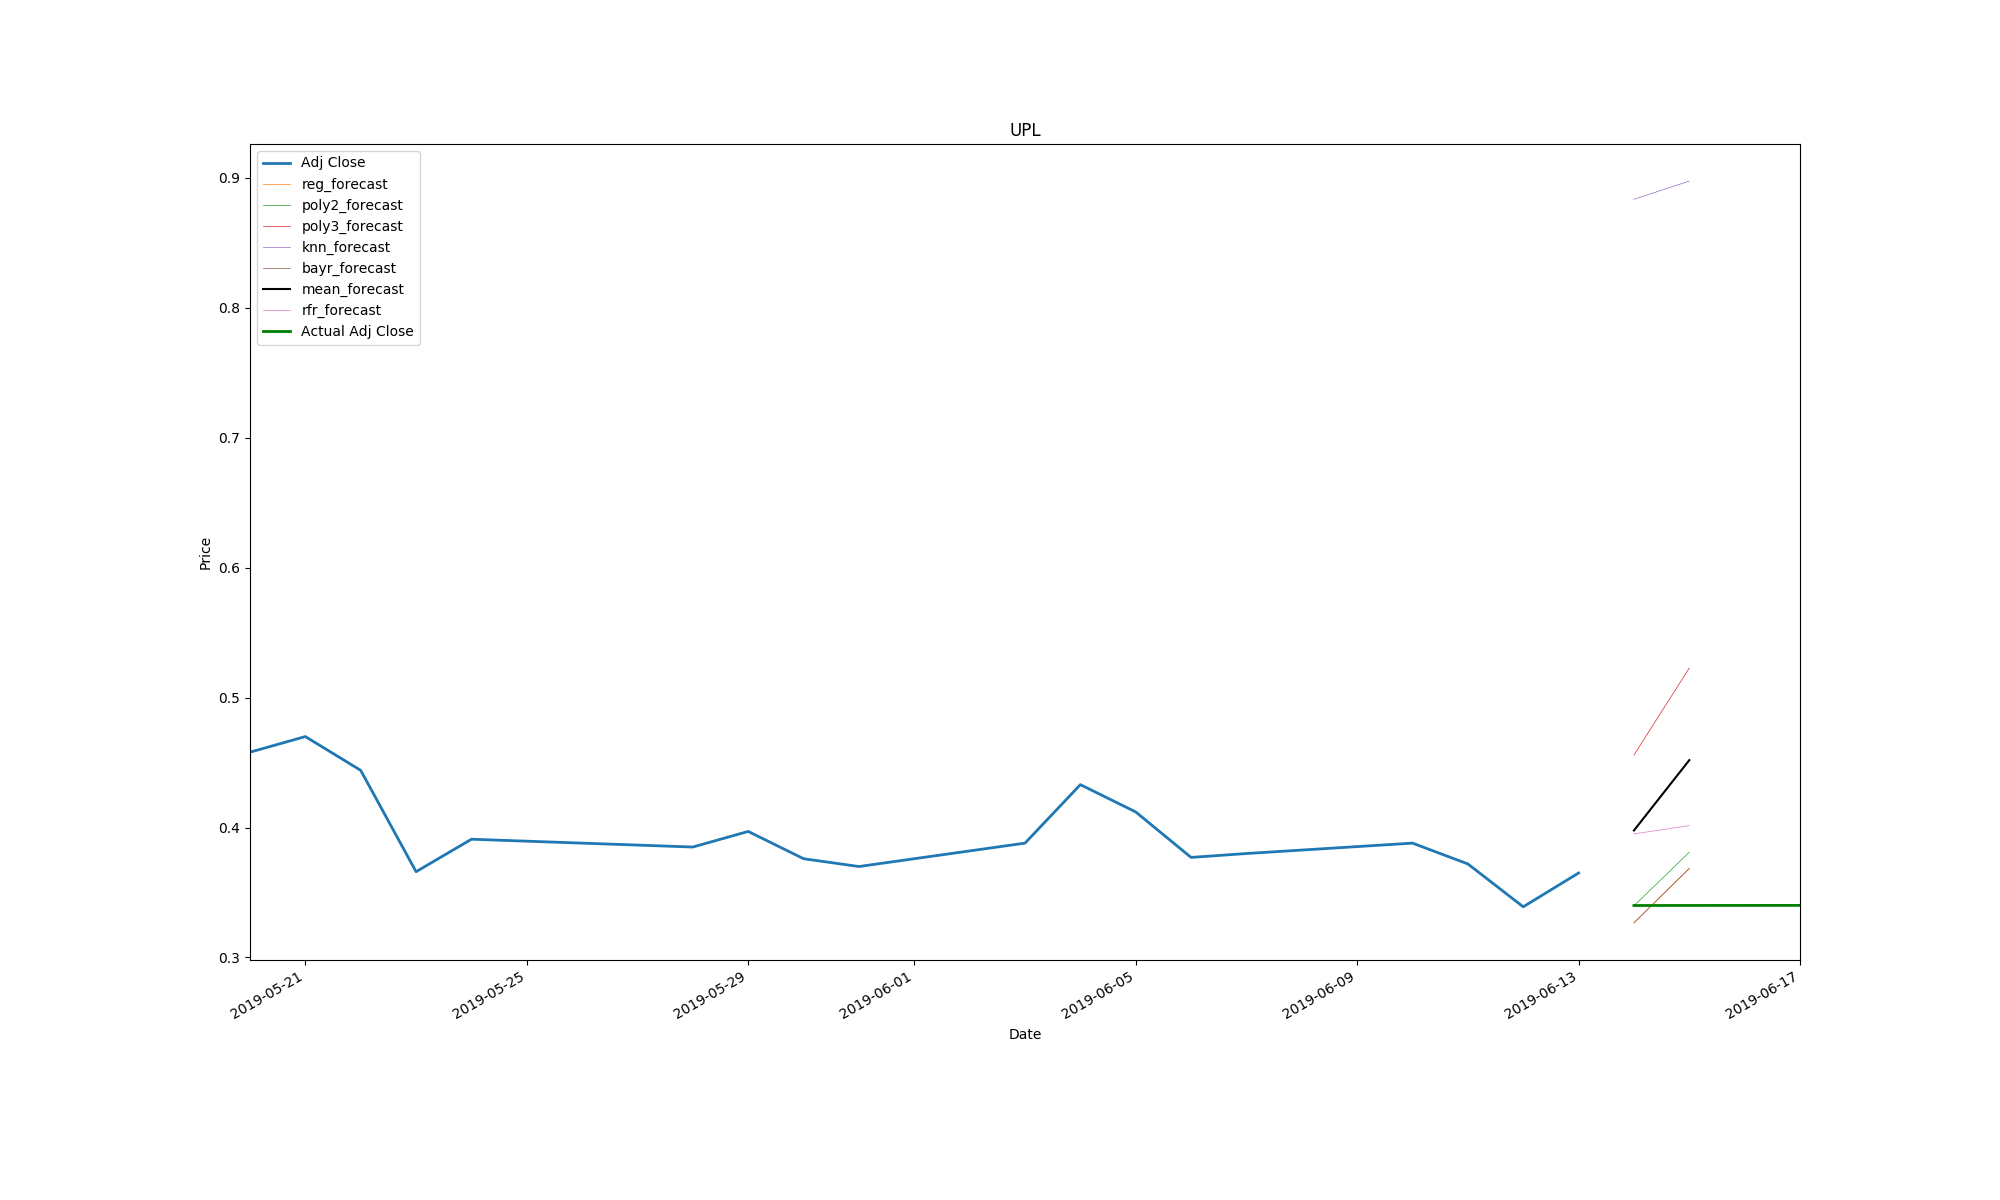 UPL
Adj Close
reg_forecast
poly2_forecast
poly3_forecast
knn_forecast
bayr_forecast
mean_forecast
rfr_forecast
Actual Adj Close
0.9
0.8
0.7
0.6
0.5
0.4
0.3
Price
2019-05-21
2019-05-25
2019-05-29
2019-06-01
2019-06-05
2019-06-09
2019-06-13
2019-06-17
Date